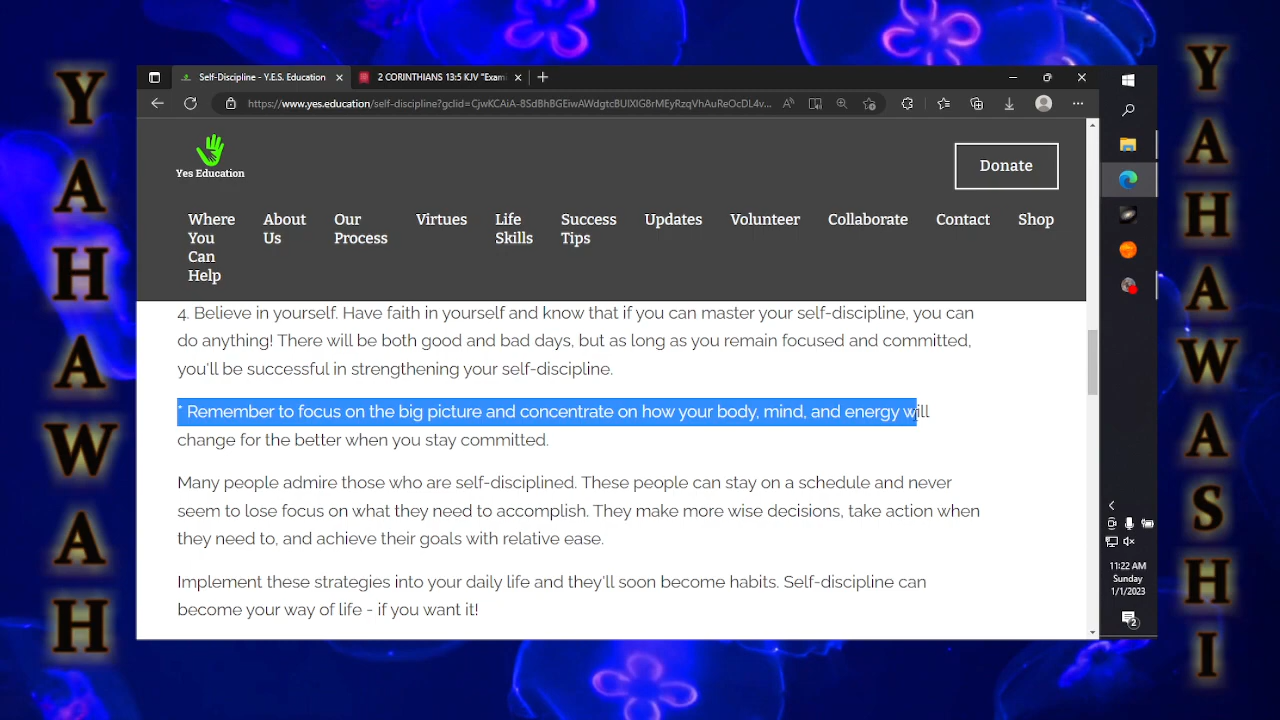 YAHAWAH
YAHAWASHI
Self-Discipline - Y.E.S. Education
2 CORINTHIANS 13:5 KJV "Exam
https://www.yes.education/self-discipline?gclid=CjwKCAiA-8SdBhBGEiwAWdgtcBUIXlG8rMEyRzqVhAuReOcDL4v...
Yes Education
Donate
Where You Can Help
About Us
Our Process
Virtues
Life Skills
Success Tips
Updates
Volunteer
Collaborate
Contact
Shop
4. Believe in yourself. Have faith in yourself and know that if you can master your self-discipline, you can
do anything! There will be both good and bad days, but as long as you remain focused and committed,
you'll be successful in strengthening your self-discipline.
* Remember to focus on the big picture and concentrate on how your body, mind, and energy will
change for the better when you stay committed.
Many people admire those who are self-disciplined. These people can stay on a schedule and never
seem to lose focus on what they need to accomplish. They make more wise decisions, take action when
they need to, and achieve their goals with relative ease.
Implement these strategies into your daily life and they'll soon become habits. Self-discipline can
become your way of life - if you want it!
11:22 AM
Sunday
1/1/2023
2